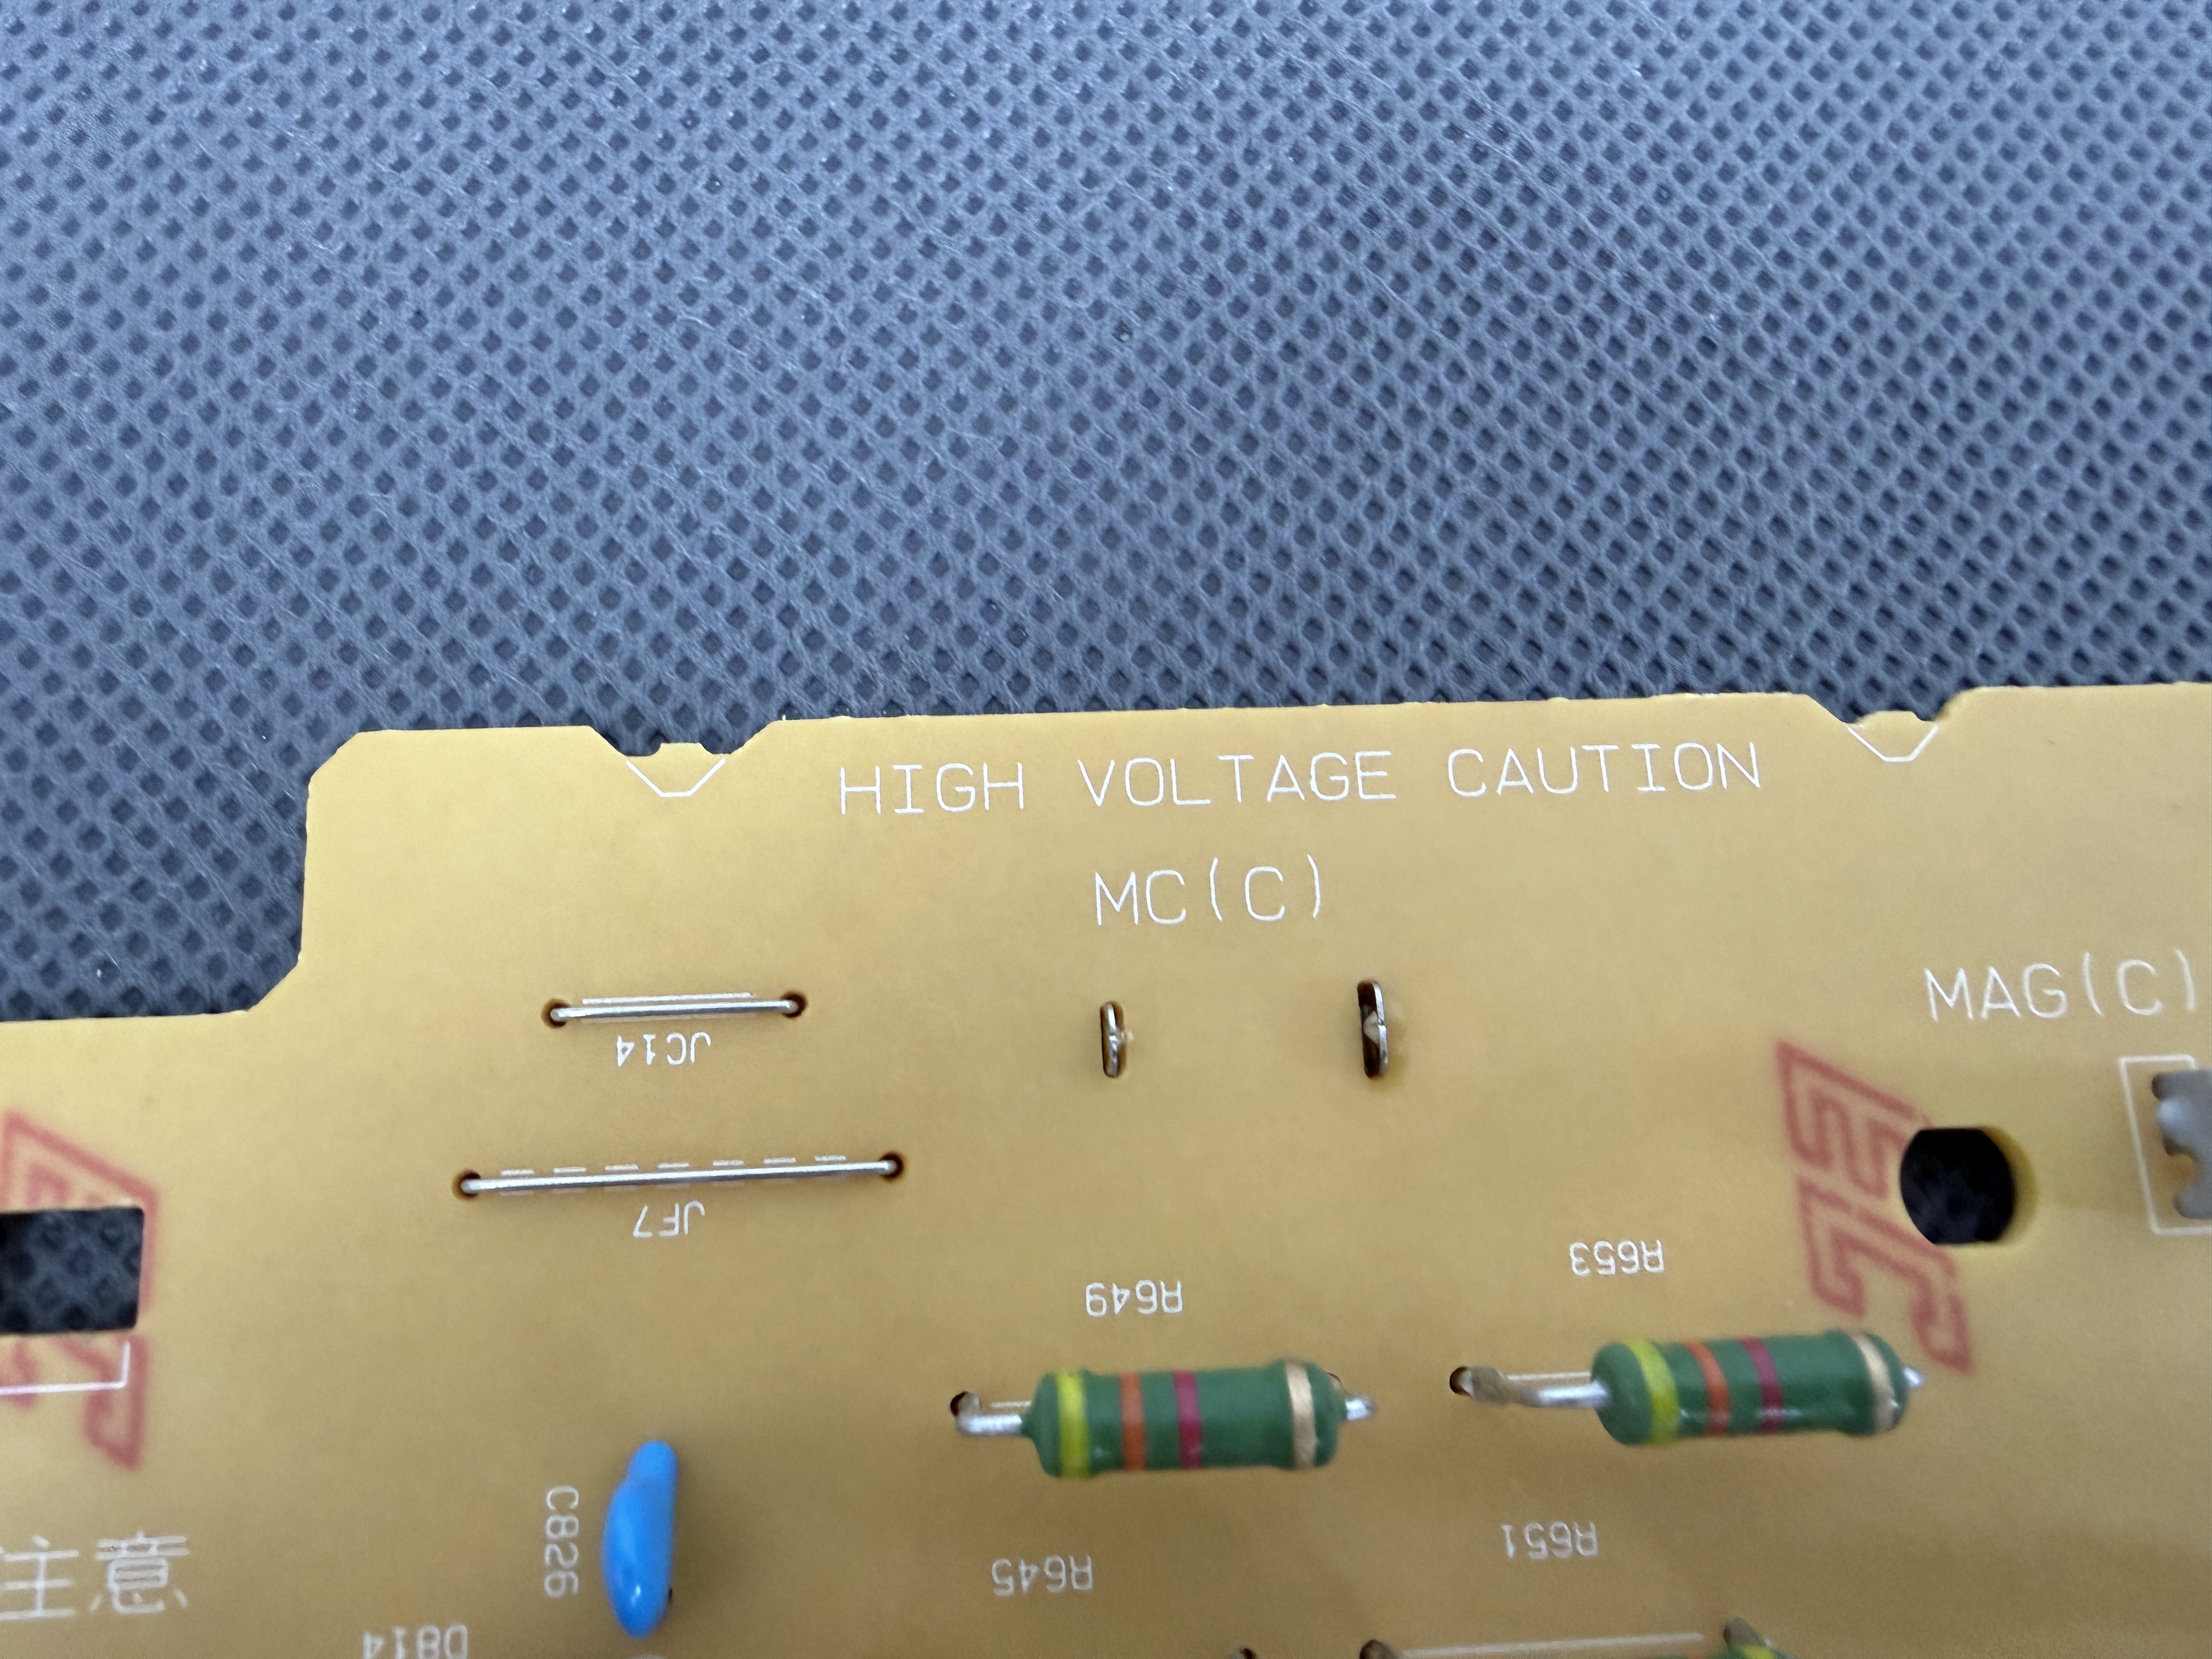 HIGH VOLTAGE CAUTION
MC(C)
MAG(C)
JC14
JF7
R653
R649
C826
R651
R645
注意
D814